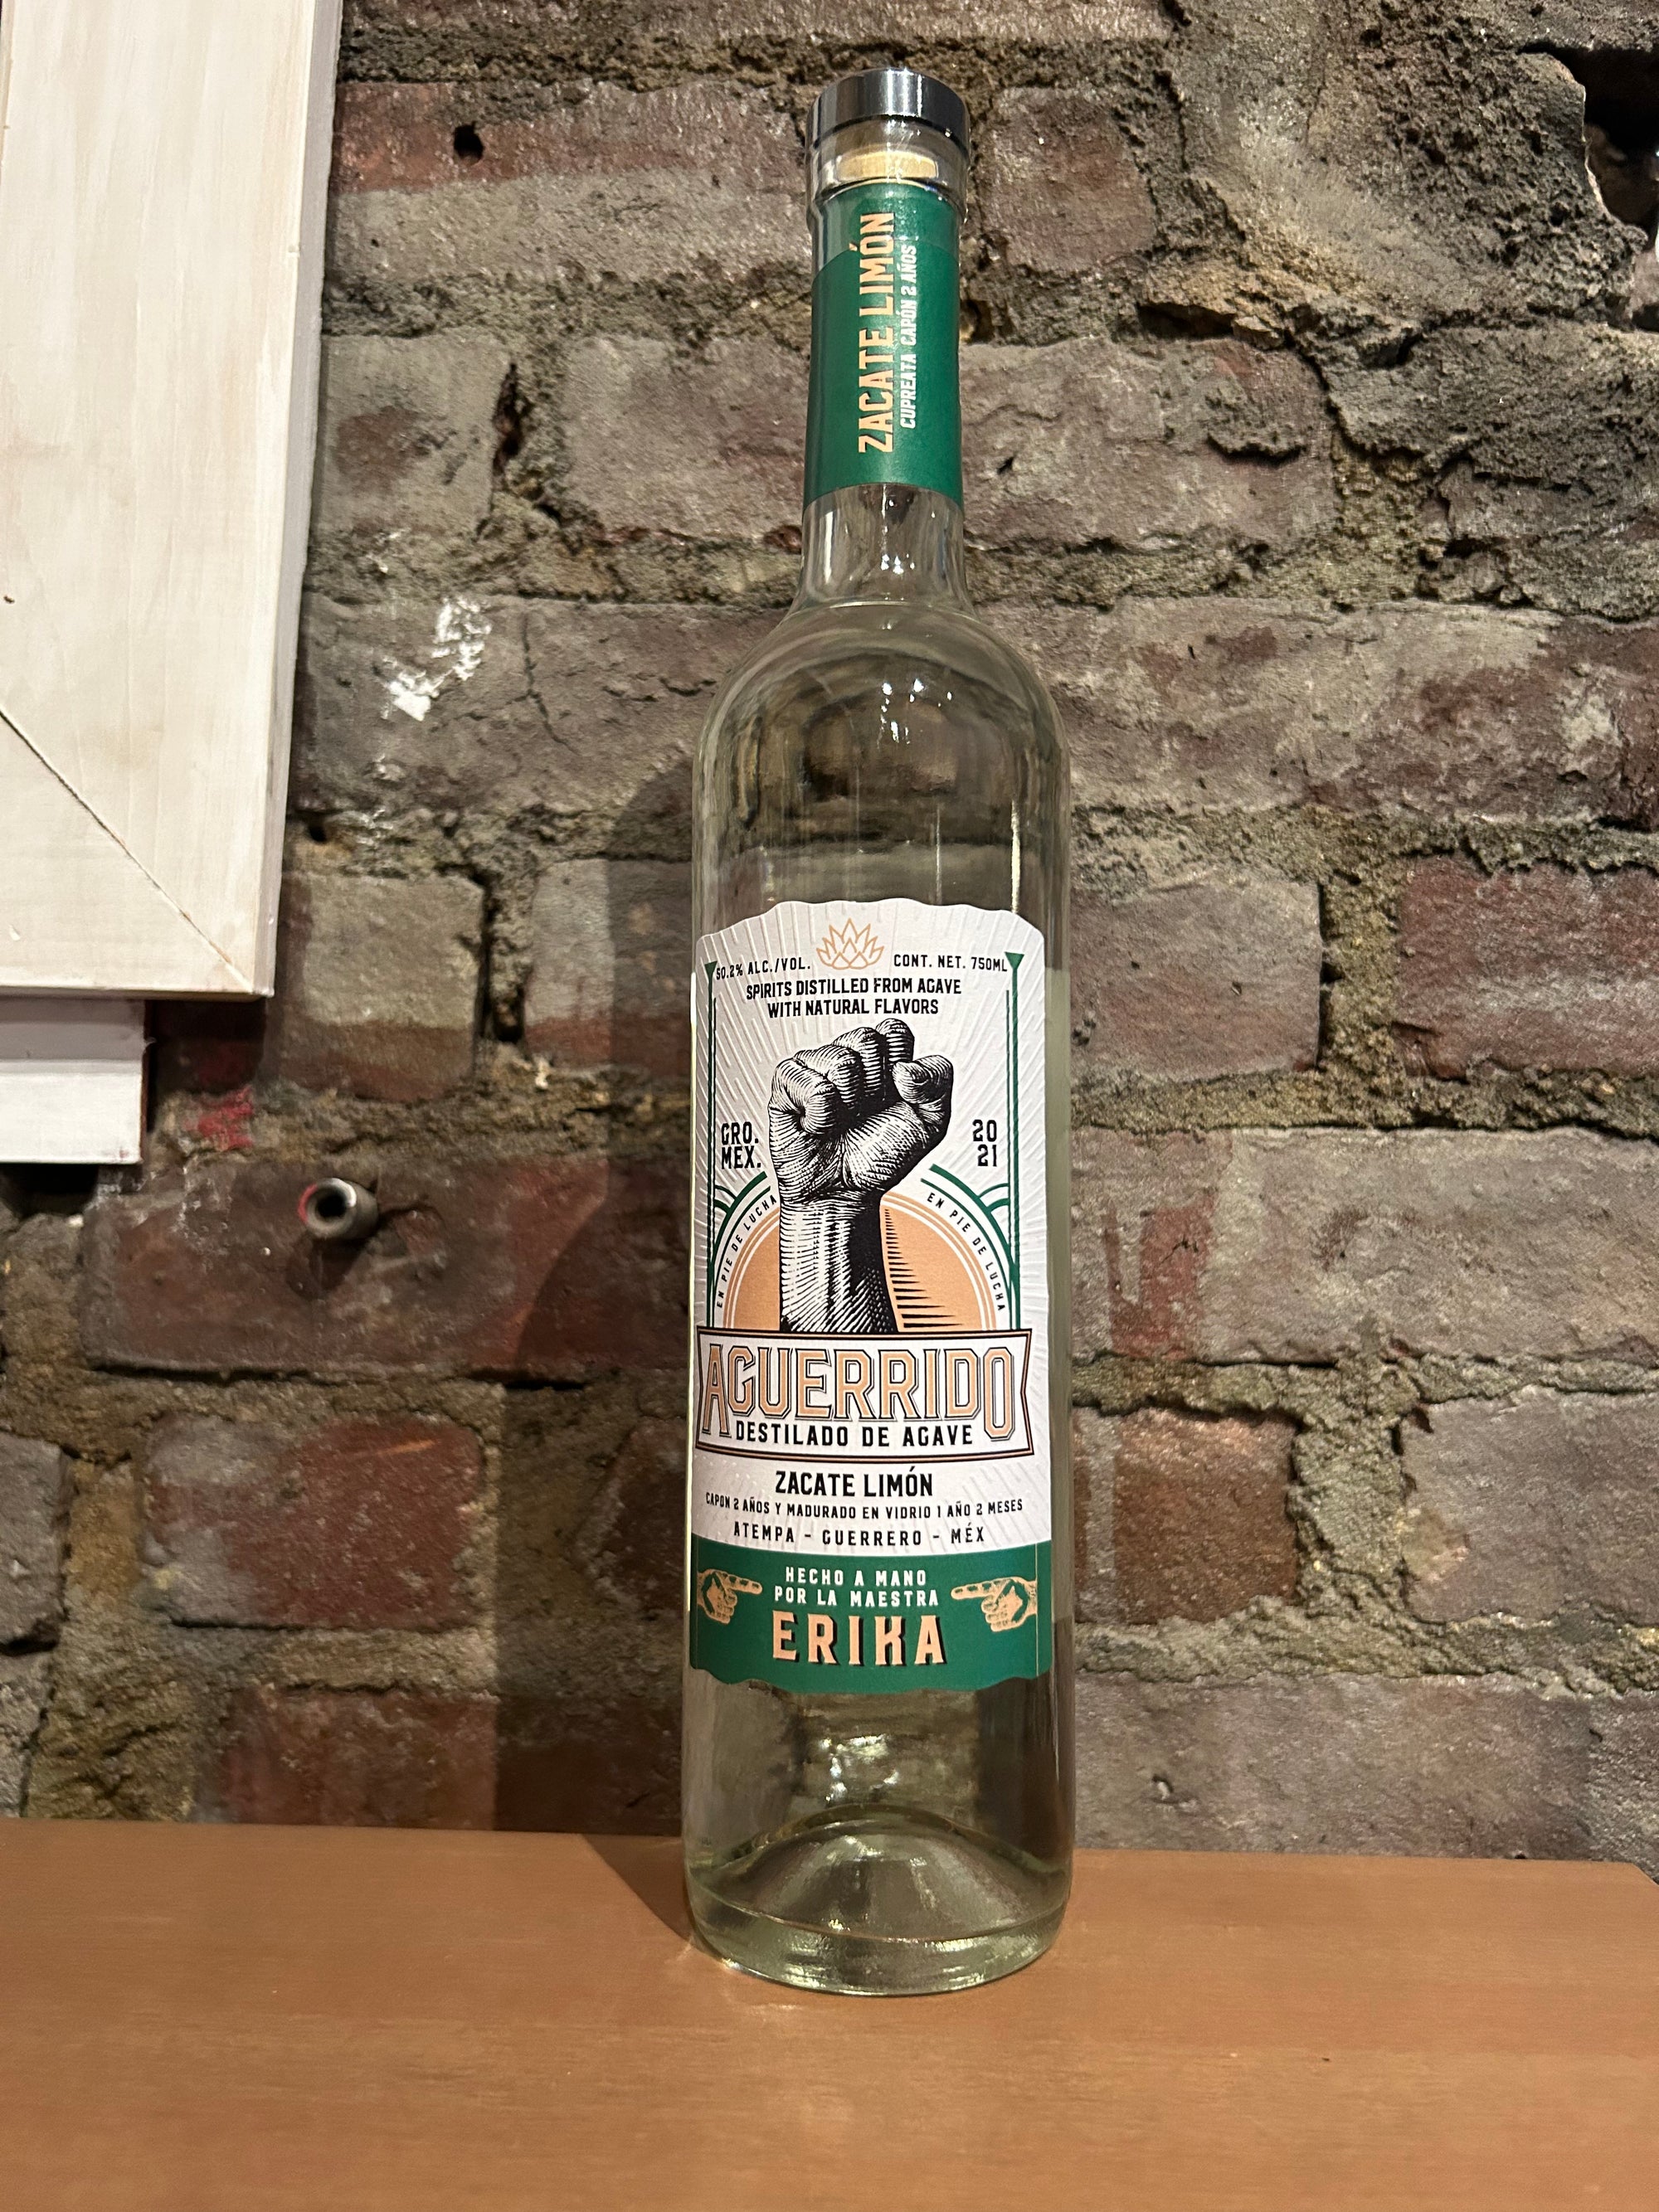 ZACATE LIMÓN
CUPREATA CAPÓN 2 AÑOS
50.2% ALC./VOL. CONT. NET. 750ML
SPIRITS DISTILLED FROM AGAVE
WITH NATURAL FLAVORS
GRO. 20
MEX. 21
EN PIE DE LUCHA EN PIE DE LUCHA
AGUERRIDO
DESTILADO DE AGAVE
ZACATE LIMÓN
CAPON 2 AÑOS Y MADURADO EN VIDRIO 1 AÑO 2 MESES
ATEMPA - GUERRERO - MÉX
HECHO A MANO
POR LA MAESTRA
ERIKA